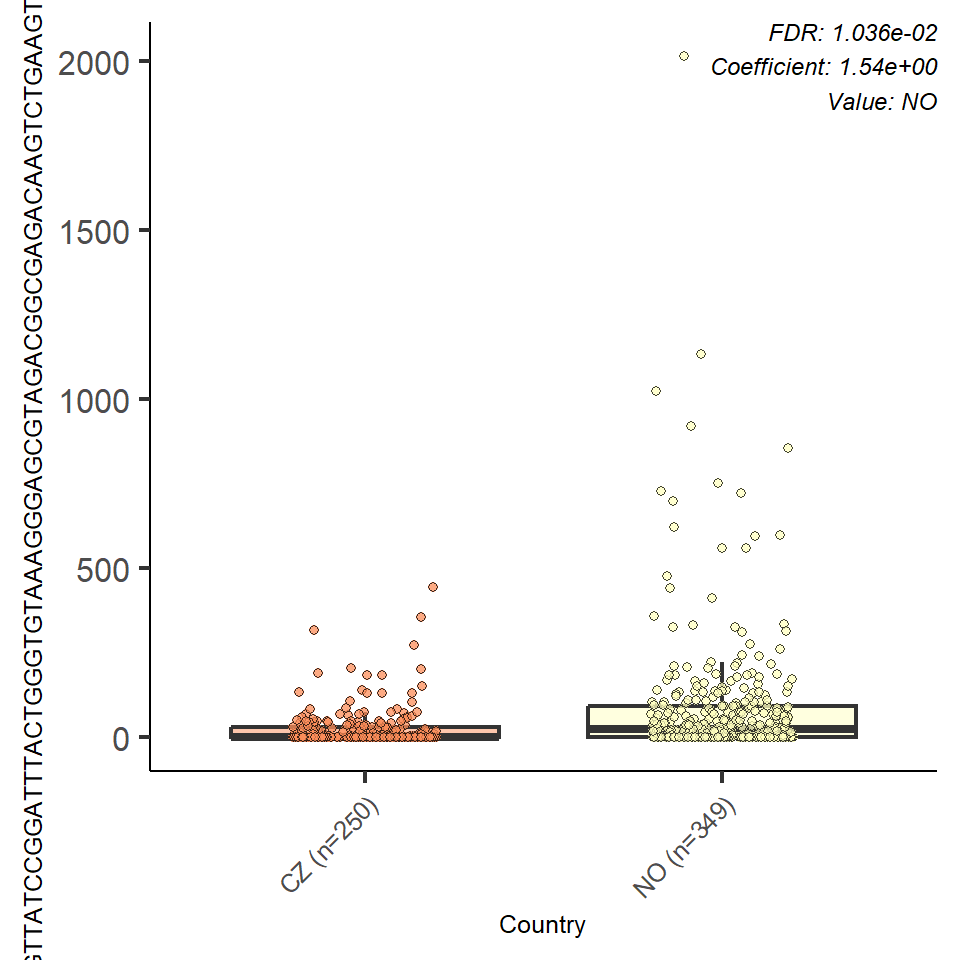 GTTATCCGGATTTACTGGGTGTAAAGGGAGCGTAGACGGCGAGACAAGTCTGAAGT
2000
1500
1000
500
0
FDR: 1.036e-02
Coefficient: 1.54e+00
Value: NO
CZ (n=250)
NO (n=349)
Country